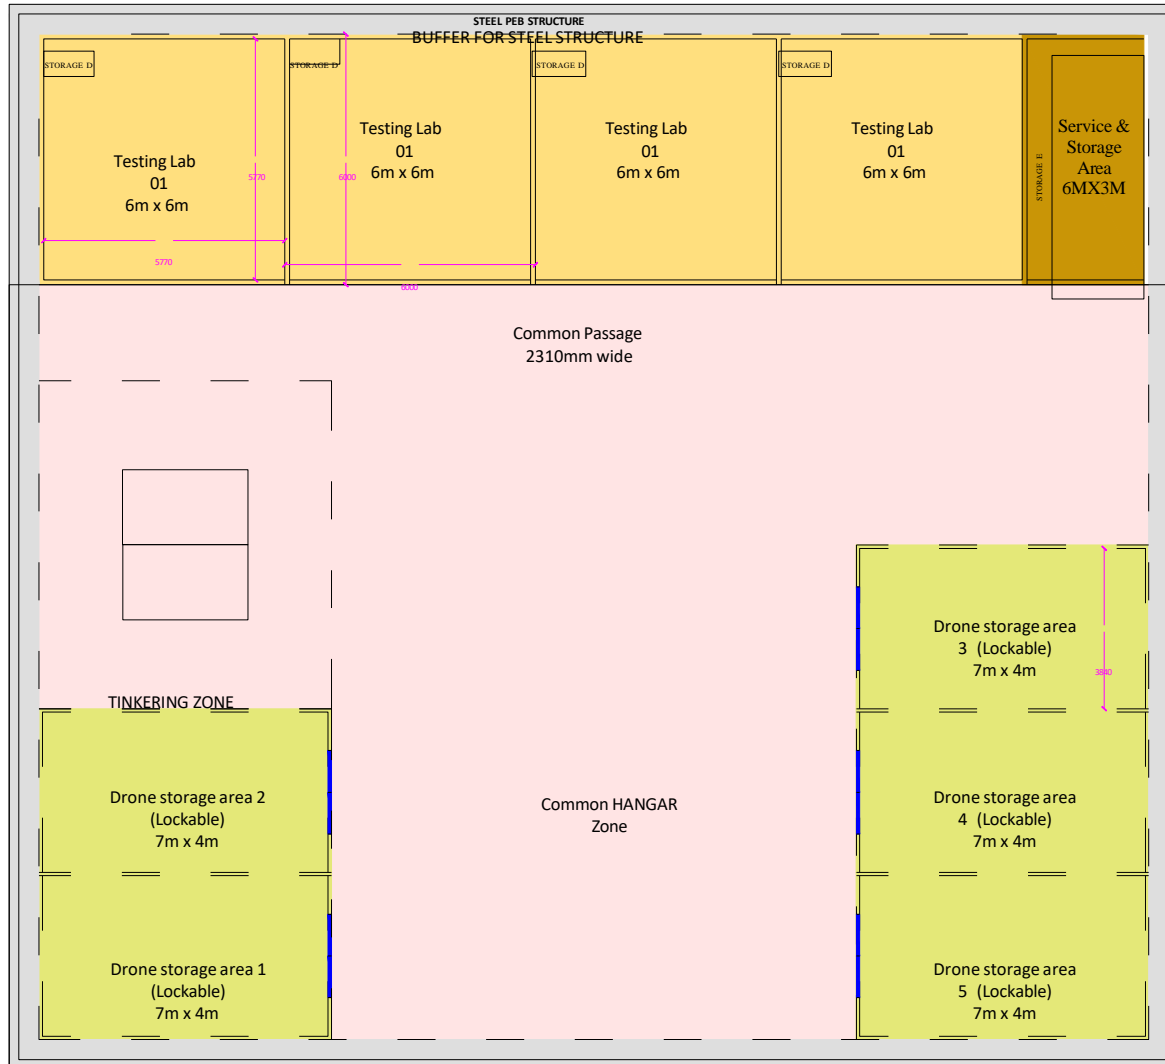 STEEL PEB STRUCTURE
BUFFER FOR STEEL STRUCTURE
STORAGE D
STORAGE D
STORAGE D
STORAGE D
Testing Lab
01
6m x 6m
Testing Lab
01
6m x 6m
Testing Lab
01
6m x 6m
Testing Lab
01
6m x 6m
Service &
Storage
Area
6MX3M
STORAGE E
5770
6000
5770
6000
Common Passage
2310mm wide
TINKERING ZONE
Drone storage area
3 (Lockable)
7m x 4m
3840
Drone storage area 2
(Lockable)
7m x 4m
Common HANGAR
Zone
Drone storage area
4 (Lockable)
7m x 4m
Drone storage area 1
(Lockable)
7m x 4m
Drone storage area
5 (Lockable)
7m x 4m